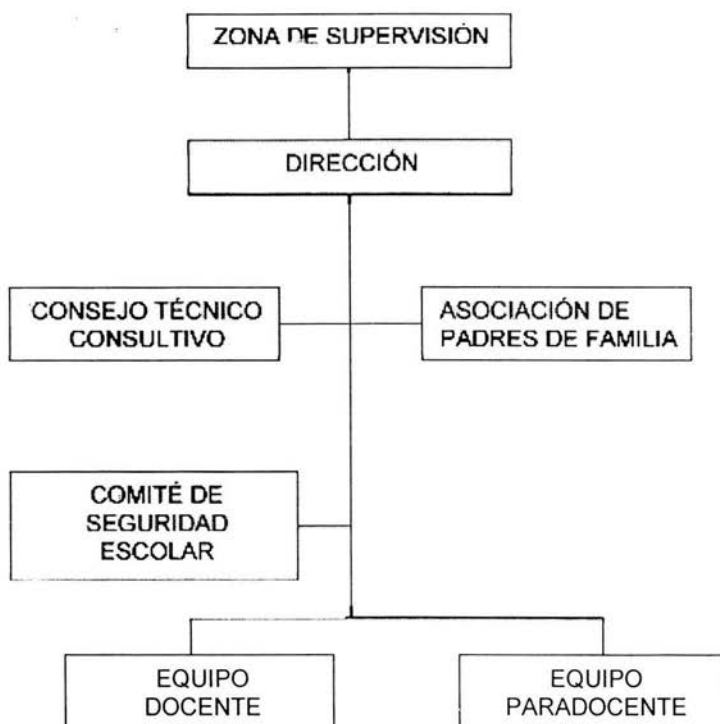 ZONA DE SUPERVISIÓN
DIRECCIÓN
CONSEJO TÉCNICO
CONSULTIVO
ASOCIACIÓN DE
PADRES DE FAMILIA
COMITÉ DE
SEGURIDAD
ESCOLAR
EQUIPO
DOCENTE
EQUIPO
PARADOCENTE